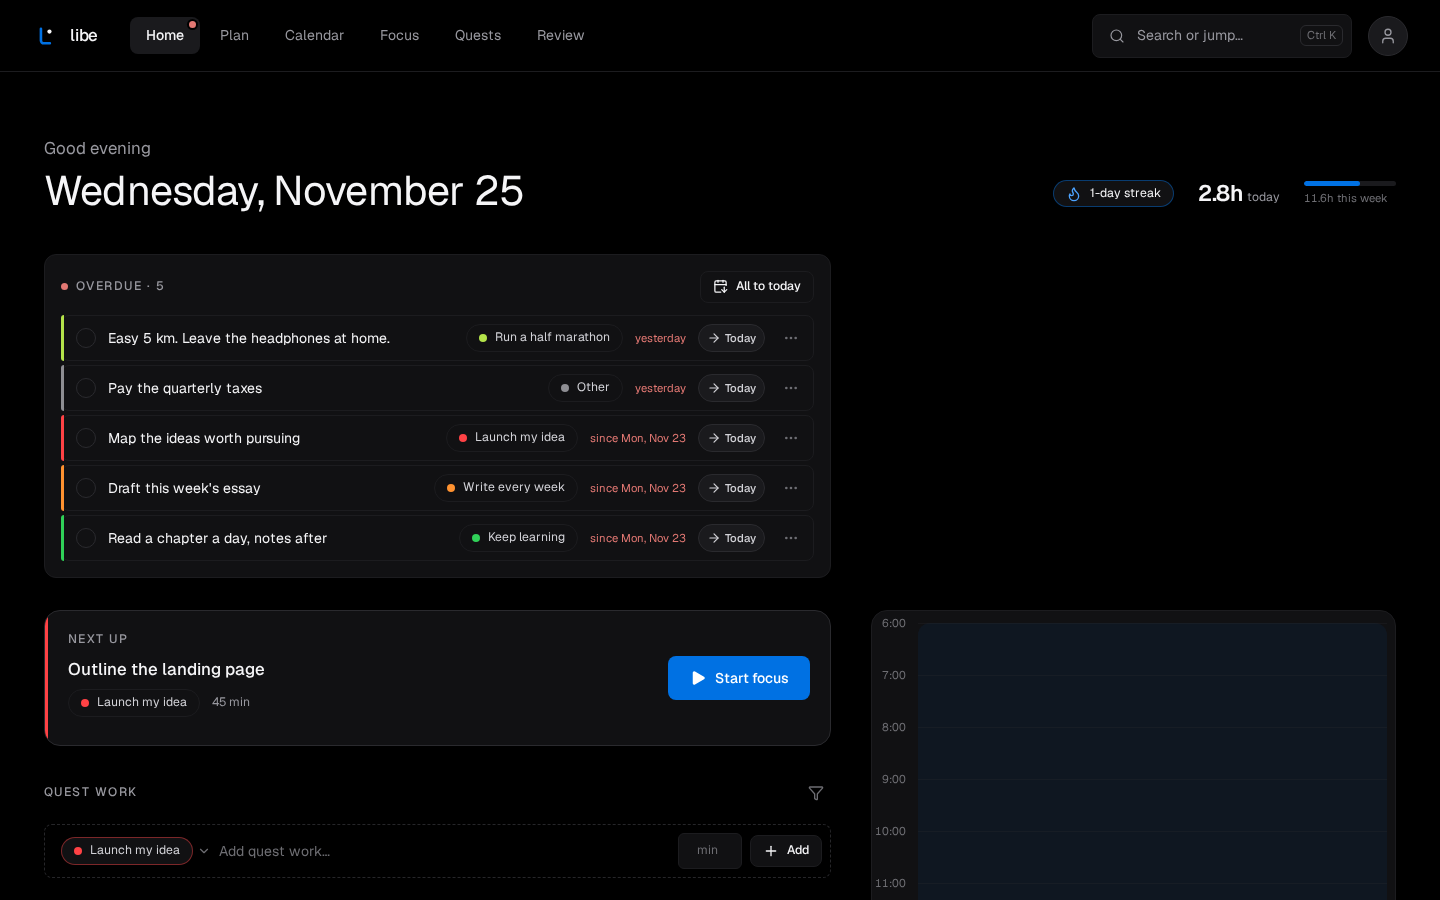 libe
Home Plan Calendar Focus Quests Review
Search or jump... Ctrl K
Good evening
Wednesday, November 25
1-day streak
2.8h today
11.6h this week
OVERDUE · 5
All to today
Easy 5 km. Leave the headphones at home. Run a half marathon yesterday Today
Pay the quarterly taxes Other yesterday Today
Map the ideas worth pursuing Launch my idea since Mon, Nov 23 Today
Draft this week's essay Write every week since Mon, Nov 23 Today
Read a chapter a day, notes after Keep learning since Mon, Nov 23 Today
NEXT UP
Outline the landing page
Launch my idea 45 min
Start focus
QUEST WORK
Launch my idea Add quest work... min Add
6:00
7:00
8:00
9:00
10:00
11:00